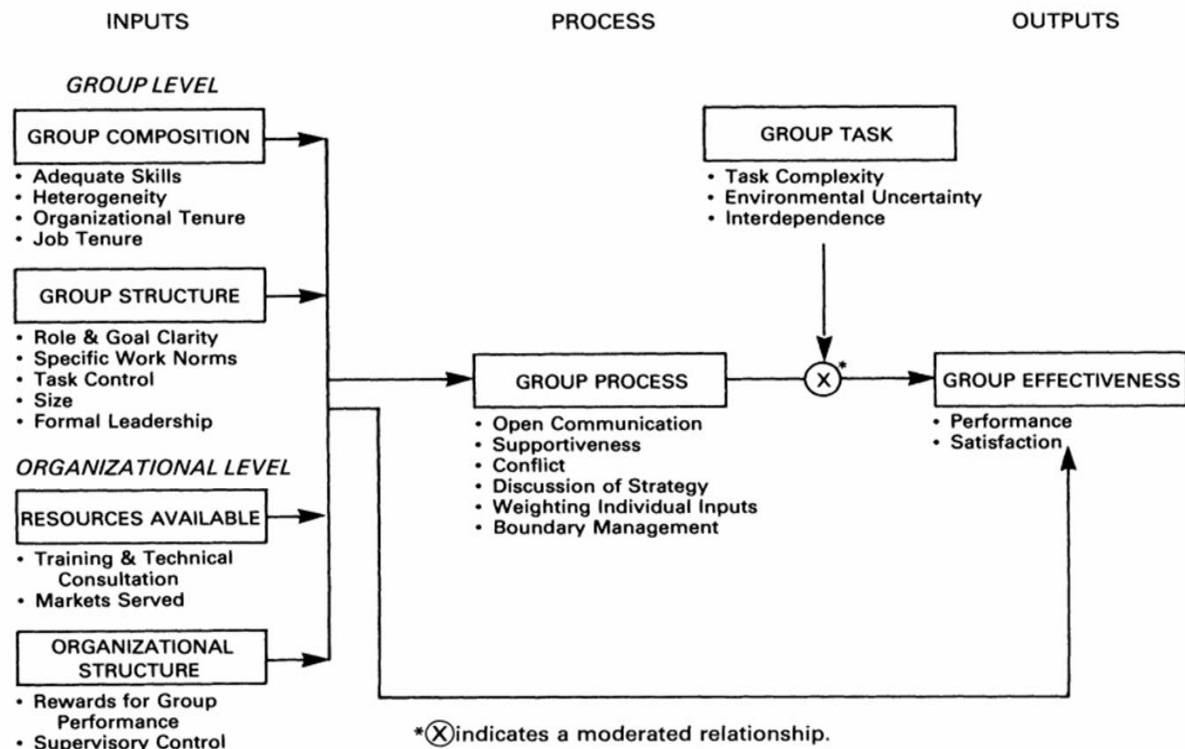 INPUTS
PROCESS
OUTPUTS
GROUP LEVEL
GROUP COMPOSITION
• Adequate Skills
• Heterogeneity
• Organizational Tenure
• Job Tenure
GROUP STRUCTURE
• Role & Goal Clarity
• Specific Work Norms
• Task Control
• Size
• Formal Leadership
ORGANIZATIONAL LEVEL
RESOURCES AVAILABLE
• Training & Technical
Consultation
• Markets Served
ORGANIZATIONAL
STRUCTURE
• Rewards for Group
Performance
• Supervisory Control
GROUP TASK
• Task Complexity
• Environmental Uncertainty
• Interdependence
GROUP PROCESS
• Open Communication
• Supportiveness
• Conflict
• Discussion of Strategy
• Weighting Individual Inputs
• Boundary Management
X*
GROUP EFFECTIVENESS
• Performance
• Satisfaction
*Ⓧindicates a moderated relationship.